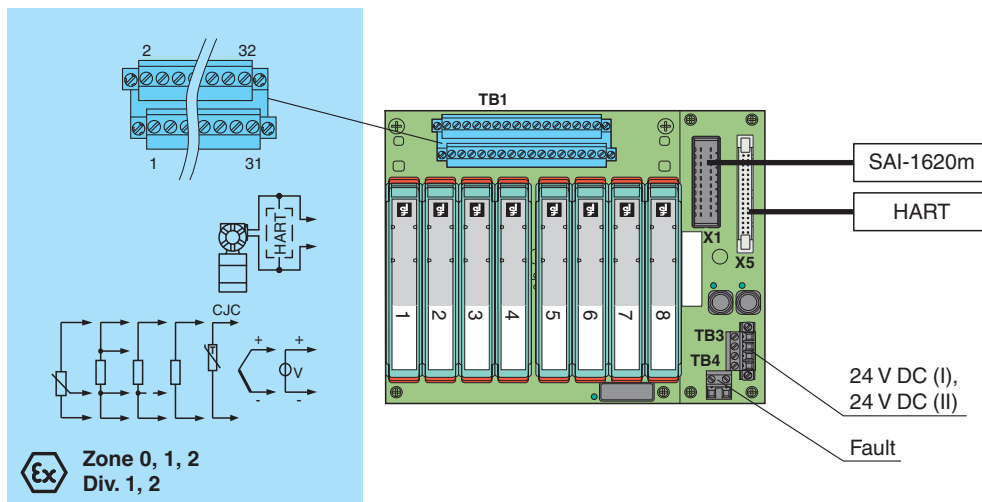 2 32
1 31
TB1
SAI-1620m
HART
X1
X5
HART
1 2 3 4 5 6 7 8
CJC
T
+ +
V
- -
TB3
TB4
24 V DC (I),
24 V DC (II)
Fault
Ex
Zone 0, 1, 2
Div. 1, 2